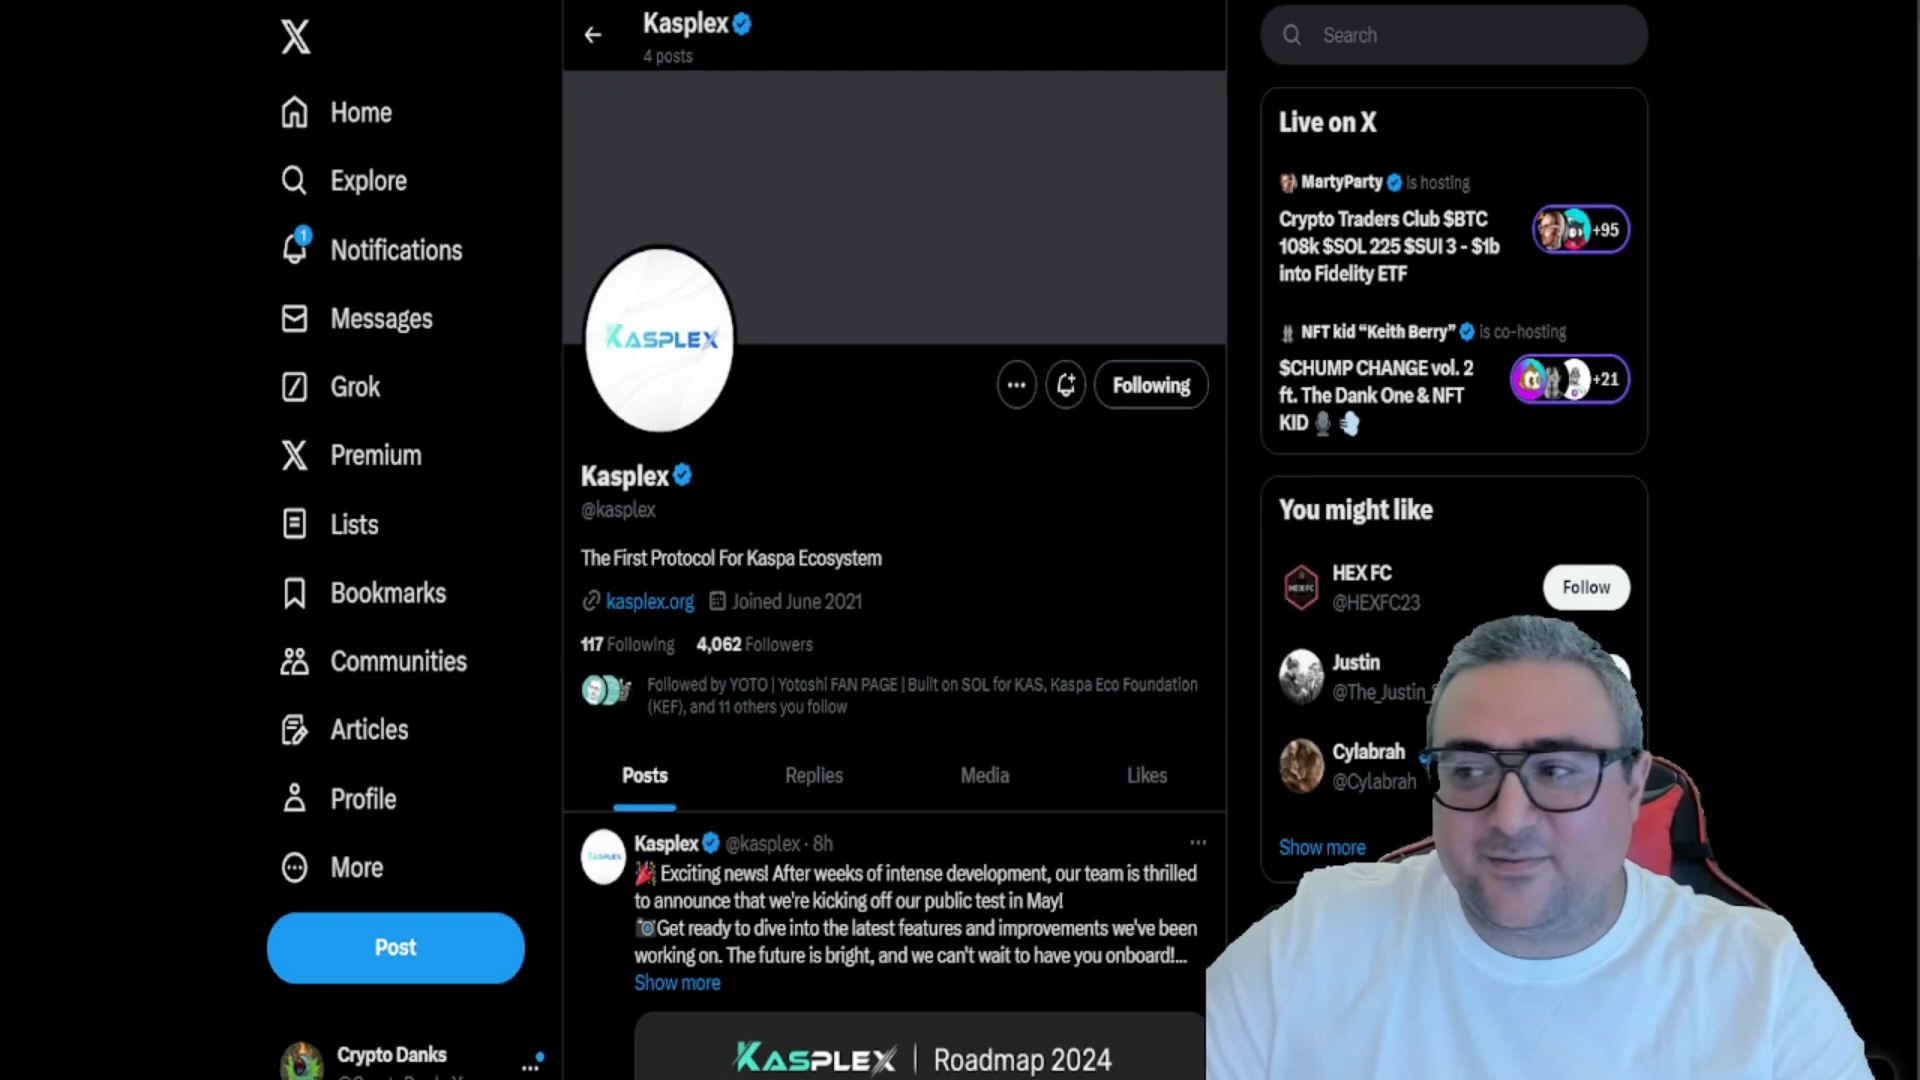 Home
Explore
1
Notifications
Messages
Grok
Premium
Lists
Bookmarks
Communities
Articles
Profile
More
Post
Crypto Danks
Kasplex
4 posts
KASPLEX
Following
Kasplex
@kasplex
The First Protocol For Kaspa Ecosystem
kasplex.org Joined June 2021
117 Following 4,062 Followers
Followed by YOTO | Yotoshi FAN PAGE | Built on SOL for KAS, Kaspa Eco Foundation
(KEF), and 11 others you follow
Posts Replies Media Likes
Kasplex @kasplex · 8h
🎉 Exciting news! After weeks of intense development, our team is thrilled
to announce that we're kicking off our public test in May!
📷Get ready to dive into the latest features and improvements we've been
working on. The future is bright, and we can't wait to have you onboard!...
Show more
KASPLEX | Roadmap 2024
Search
Live on X
MartyParty is hosting
Crypto Traders Club $BTC
108k $SOL 225 $SUI 3 - $1b
into Fidelity ETF
+95
NFT kid “Keith Berry” is co-hosting
$CHUMP CHANGE vol. 2
ft. The Dank One & NFT
KID 🎙️ 💨
+21
You might like
HEX FC
@HEXFC23
Follow
Justin
@The_Justin_
Cylabrah
@Cylabrah
Show more